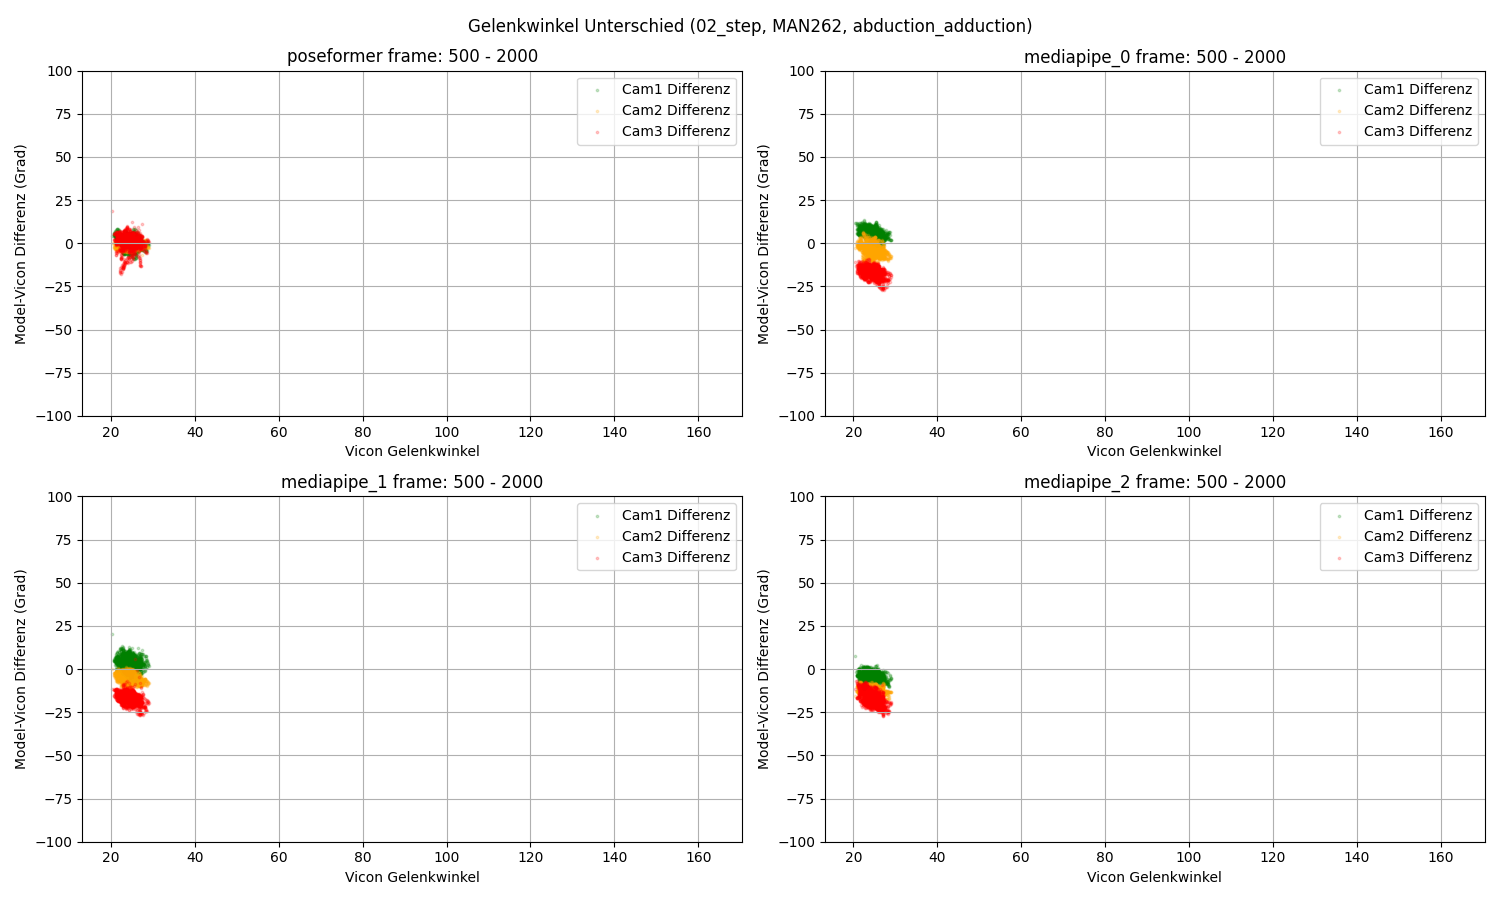 Gelenkwinkel Unterschied (02_step, MAN262, abduction_adduction)
poseformer frame: 500 - 2000
100
75
50
25
0
−25
−50
−75
−100
Model-Vicon Differenz (Grad)
Cam1 Differenz
Cam2 Differenz
Cam3 Differenz
20 40 60 80 100 120 140 160
Vicon Gelenkwinkel
mediapipe_0 frame: 500 - 2000
100
75
50
25
0
−25
−50
−75
−100
Model-Vicon Differenz (Grad)
Cam1 Differenz
Cam2 Differenz
Cam3 Differenz
20 40 60 80 100 120 140 160
Vicon Gelenkwinkel
mediapipe_1 frame: 500 - 2000
100
75
50
25
0
−25
−50
−75
−100
Model-Vicon Differenz (Grad)
Cam1 Differenz
Cam2 Differenz
Cam3 Differenz
20 40 60 80 100 120 140 160
Vicon Gelenkwinkel
mediapipe_2 frame: 500 - 2000
100
75
50
25
0
−25
−50
−75
−100
Model-Vicon Differenz (Grad)
Cam1 Differenz
Cam2 Differenz
Cam3 Differenz
20 40 60 80 100 120 140 160
Vicon Gelenkwinkel